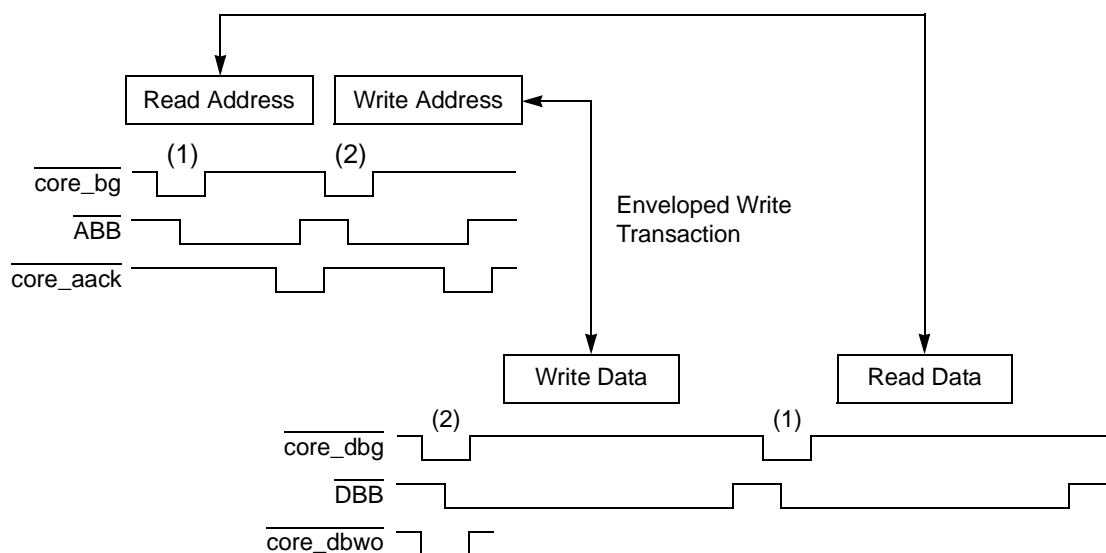 Read Address
Write Address
(1)
(2)
core_bg
ABB
core_aack
Enveloped Write
Transaction
Write Data
Read Data
(2)
(1)
core_dbg
DBB
core_dbwo